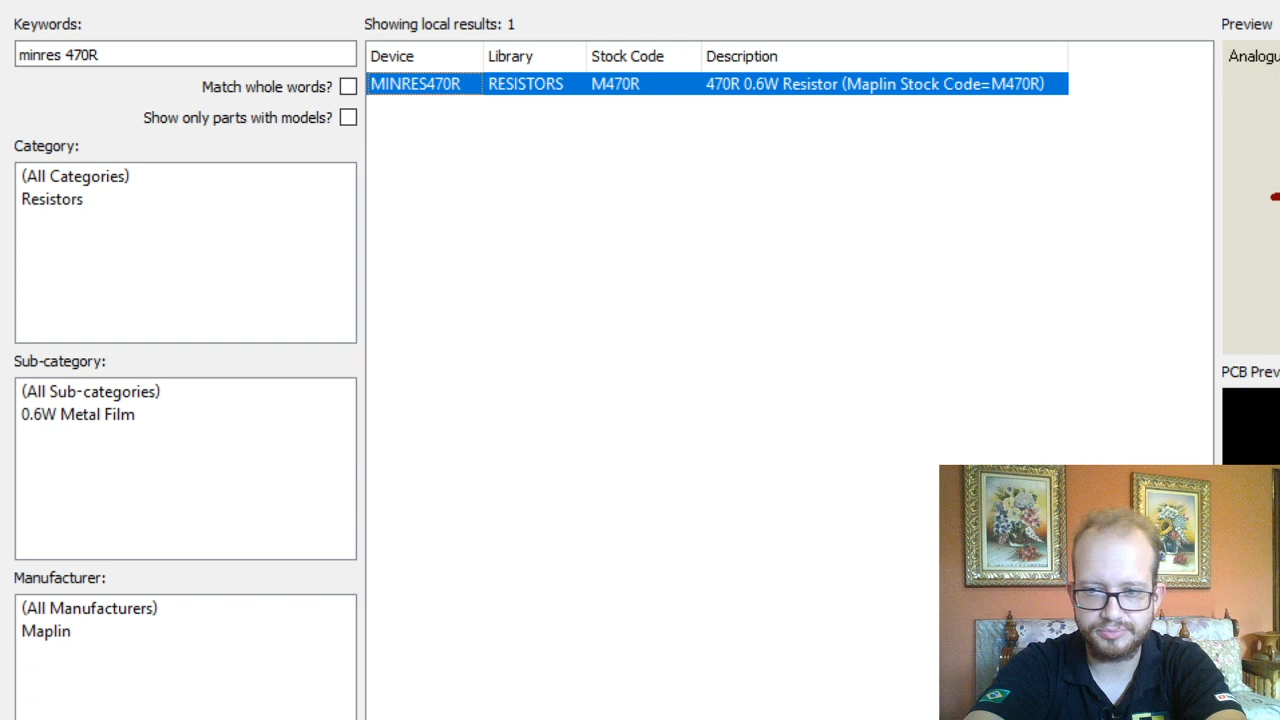 Keywords:
minres 470R
Match whole words?
Show only parts with models?
Category:
(All Categories)
Resistors
Sub-category:
(All Sub-categories)
0.6W Metal Film
Manufacturer:
(All Manufacturers)
Maplin
Showing local results: 1
Device Library Stock Code Description
MINRES470R RESISTORS M470R 470R 0.6W Resistor (Maplin Stock Code=M470R)
Preview
Analogu
PCB Prev